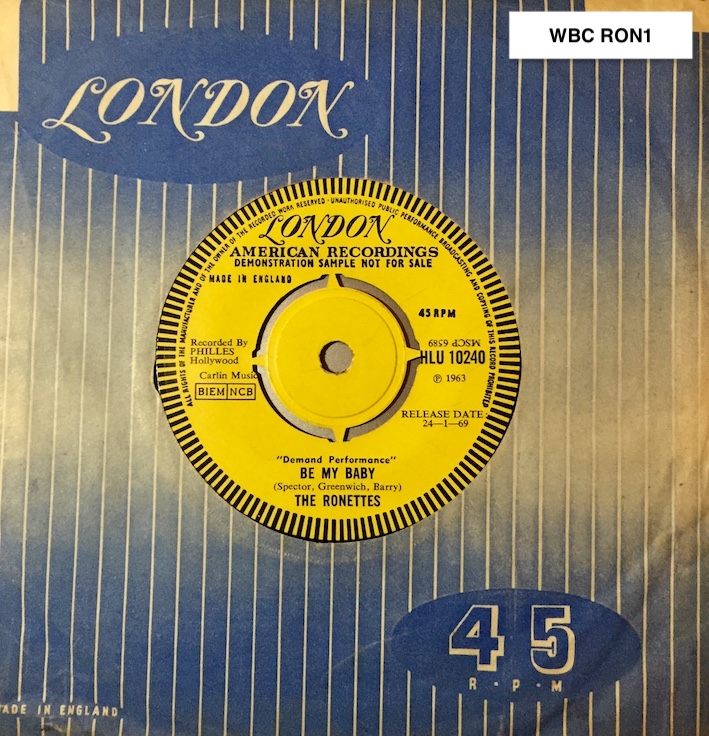 WBC RON1
LONDON
ALL RIGHTS OF THE MANUFACTURER AND OF THE OWNER OF THE RECORDED WORK RESERVED · UNAUTHORISED PUBLIC PERFORMANCE BROADCASTING AND COPYING OF THIS RECORD PROHIBITED
LONDON
AMERICAN RECORDINGS
DEMONSTRATION SAMPLE NOT FOR SALE
MADE IN ENGLAND
45 RPM
Recorded By
PHILLES
Hollywood
MSCP 6589
HLU 10240
Carlin Music
BIEM NCB
℗ 1963
RELEASE DATE
24—1—69
"Demand Performance"
BE MY BABY
(Spector, Greenwich, Barry)
THE RONETTES
45
R·P·M
ADE IN ENGLAND